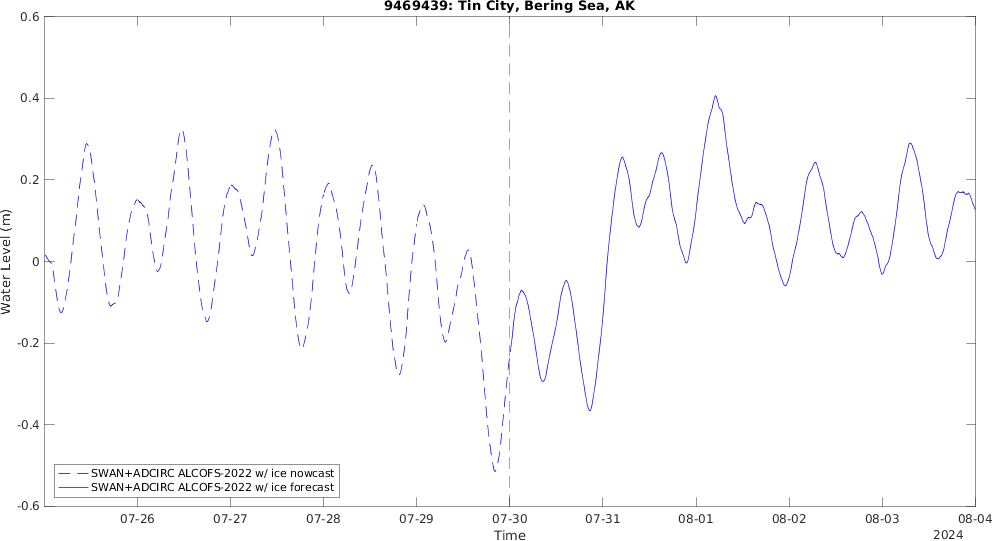 9469439: Tin City, Bering Sea, AK
0.6
0.4
0.2
0
-0.2
-0.4
-0.6
Water Level (m)
SWAN+ADCIRC ALCOFS-2022 w/ ice nowcast
SWAN+ADCIRC ALCOFS-2022 w/ ice forecast
07-26 07-27 07-28 07-29 07-30 07-31 08-01 08-02 08-03 08-04
Time
2024